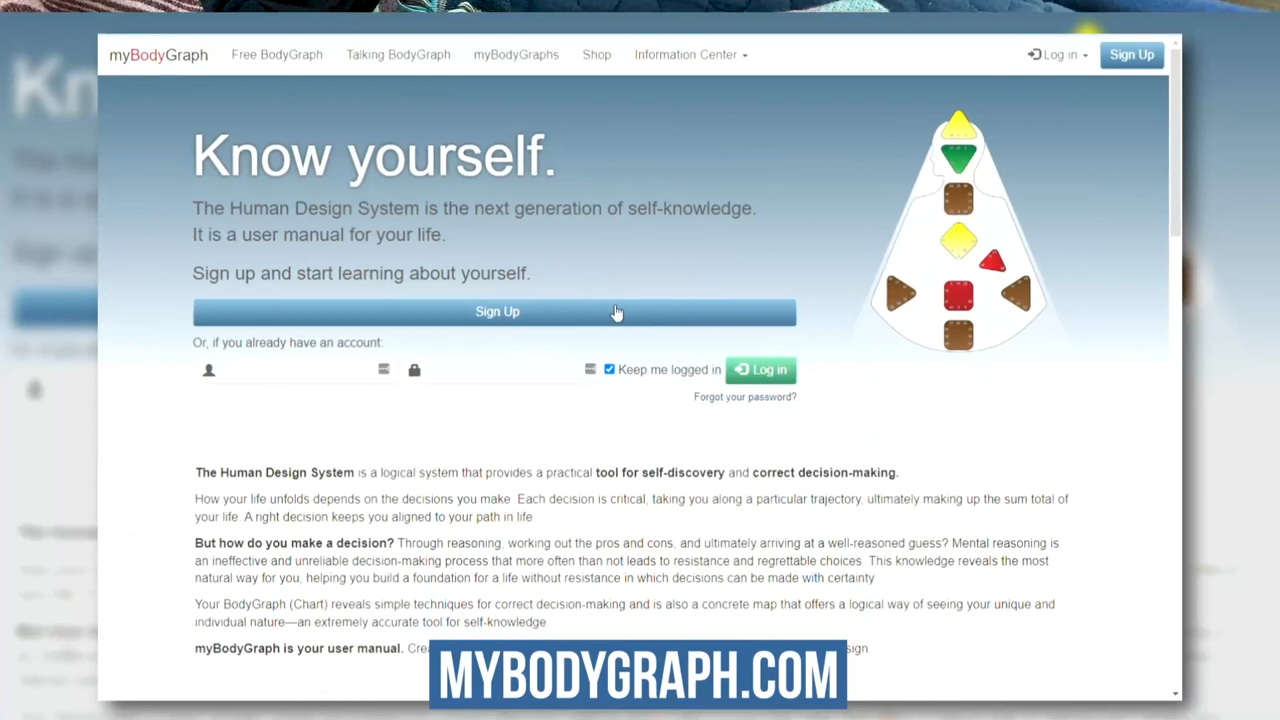 myBodyGraph Free BodyGraph Talking BodyGraph myBodyGraphs Shop Information Center Log in Sign Up
Know yourself.
The Human Design System is the next generation of self-knowledge.
It is a user manual for your life.
Sign up and start learning about yourself.
Sign Up
Or, if you already have an account:
Keep me logged in Log in
Forgot your password?
The Human Design System is a logical system that provides a practical tool for self-discovery and correct decision-making.
How your life unfolds depends on the decisions you make. Each decision is critical, taking you along a particular trajectory, ultimately making up the sum total of
your life. A right decision keeps you aligned to your path in life
But how do you make a decision? Through reasoning, working out the pros and cons, and ultimately arriving at a well-reasoned guess? Mental reasoning is
an ineffective and unreliable decision-making process that more often than not leads to resistance and regrettable choices. This knowledge reveals the most
natural way for you, helping you build a foundation for a life without resistance in which decisions can be made with certainty
Your BodyGraph (Chart) reveals simple techniques for correct decision-making and is also a concrete map that offers a logical way of seeing your unique and
individual nature—an extremely accurate tool for self-knowledge
myBodyGraph is your user manual.
MYBODYGRAPH.COM